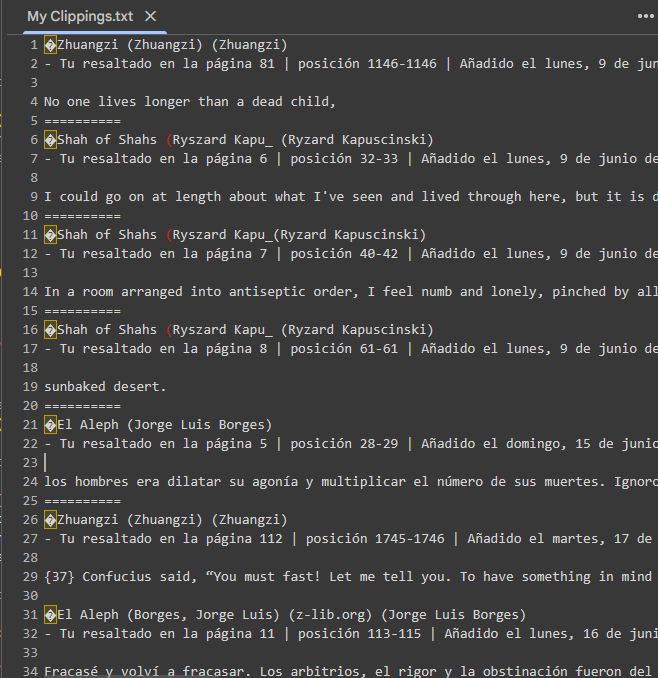 My Clippings.txt
1 �Zhuangzi (Zhuangzi) (Zhuangzi)
2 - Tu resaltado en la página 81 | posición 1146-1146 | Añadido el lunes, 9 de jun
3
4 No one lives longer than a dead child,
5 ==========
6 �Shah of Shahs (Ryszard Kapu_ (Ryzard Kapuscinski)
7 - Tu resaltado en la página 6 | posición 32-33 | Añadido el lunes, 9 de junio de
8
9 I could go on at length about what I've seen and lived through here, but it is d
10 ==========
11 �Shah of Shahs (Ryszard Kapu_(Ryzard Kapuscinski)
12 - Tu resaltado en la página 7 | posición 40-42 | Añadido el lunes, 9 de junio de
13
14 In a room arranged into antiseptic order, I feel numb and lonely, pinched by all
15 ==========
16 �Shah of Shahs (Ryszard Kapu_ (Ryzard Kapuscinski)
17 - Tu resaltado en la página 8 | posición 61-61 | Añadido el lunes, 9 de junio de
18
19 sunbaked desert.
20 ==========
21 �El Aleph (Jorge Luis Borges)
22 - Tu resaltado en la página 5 | posición 28-29 | Añadido el domingo, 15 de junio
23
24 los hombres era dilatar su agonía y multiplicar el número de sus muertes. Ignoro
25 ==========
26 �Zhuangzi (Zhuangzi) (Zhuangzi)
27 - Tu resaltado en la página 112 | posición 1745-1746 | Añadido el martes, 17 de
28
29 {37} Confucius said, “You must fast! Let me tell you. To have something in mind
30
31 �El Aleph (Borges, Jorge Luis) (z-lib.org) (Jorge Luis Borges)
32 - Tu resaltado en la página 11 | posición 113-115 | Añadido el lunes, 16 de juni
33
34 Fracasé y volví a fracasar. Los arbitrios, el rigor y la obstinación fueron del